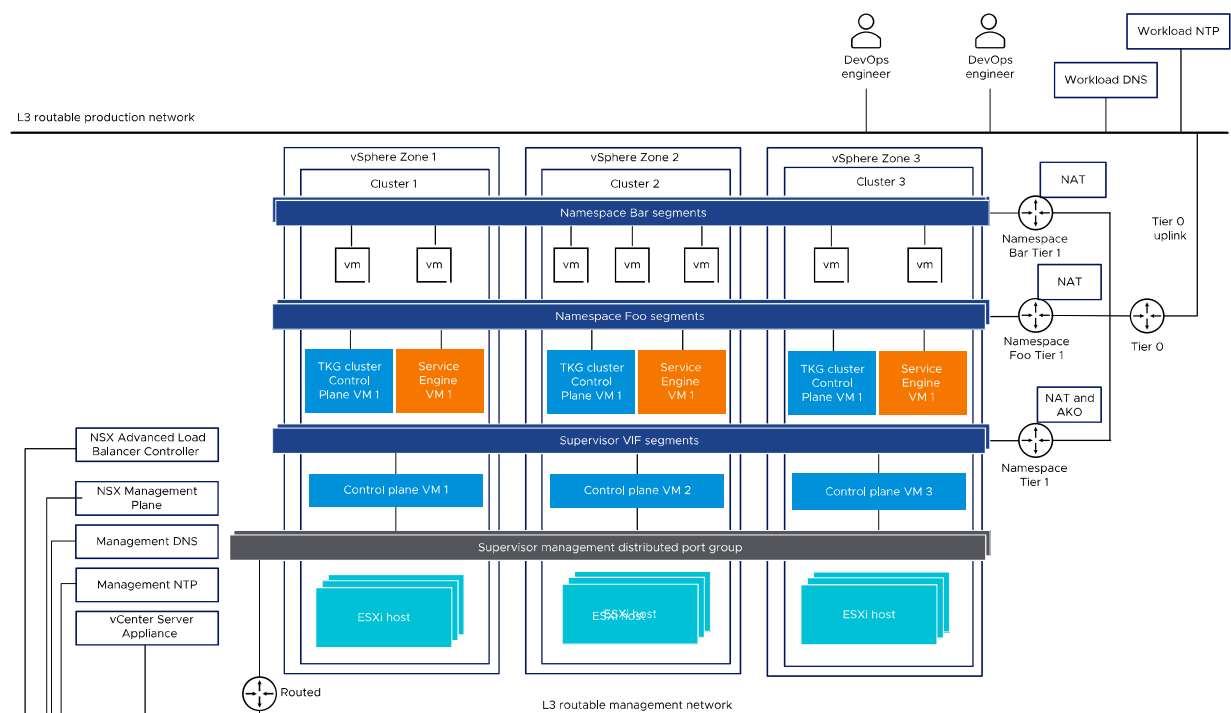 Workload NTP
DevOps
engineer
DevOps
engineer
Workload DNS
L3 routable production network
vSphere Zone 1
vSphere Zone 2
vSphere Zone 3
Cluster 1
Cluster 2
Cluster 3
NAT
Namespace Bar segments
Tier 0
uplink
Namespace
Bar Tier 1
vm
vm
vm
vm
vm
vm
vm
NAT
Namespace Foo segments
Namespace
Foo Tier 1
Tier 0
TKG cluster
Control
Plane VM 1
Service
Engine
VM 1
TKG cluster
Control
Plane VM 1
Service
Engine
VM 1
TKG cluster
Control
Plane VM 1
Service
Engine
VM 1
NAT and
AKO
Supervisor VIF segments
Namespace
Tier 1
NSX Advanced Load
Balancer Controller
NSX Management
Plane
Control plane VM 1
Control plane VM 2
Control plane VM 3
Management DNS
Supervisor management distributed port group
Management NTP
vCenter Server
Appliance
ESXi host
ESXi host
ESXi host
ESXi host
Routed
L3 routable management network